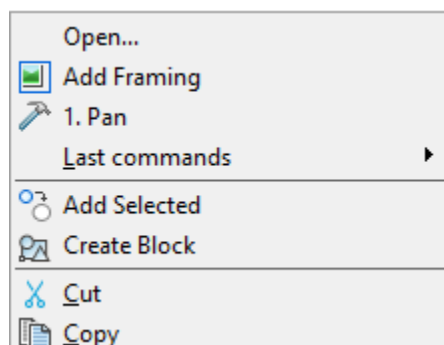 Open...
Add Framing
1. Pan
Last commands
Add Selected
Create Block
Cut
Copy